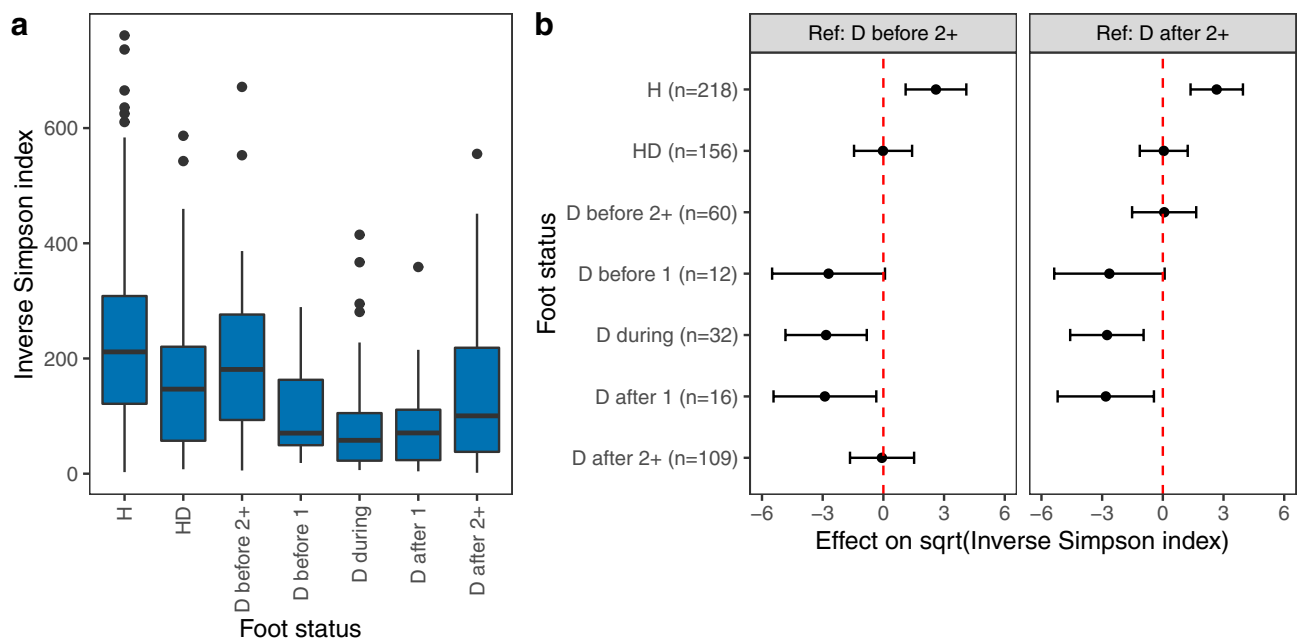 a
Inverse Simpson index
600
400
200
0
H
HD
D before 2+
D before 1
D during
D after 1
D after 2+
Foot status
b
Ref: D before 2+
Ref: D after 2+
Foot status
H (n=218)
HD (n=156)
D before 2+ (n=60)
D before 1 (n=12)
D during (n=32)
D after 1 (n=16)
D after 2+ (n=109)
−6 −3 0 3 6
−6 −3 0 3 6
Effect on sqrt(Inverse Simpson index)